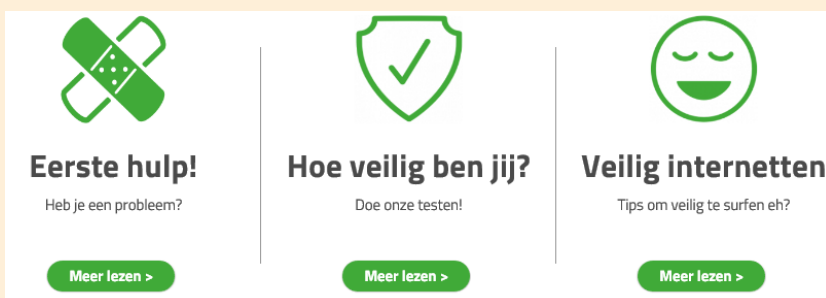 Eerste hulp!
Heb je een probleem?
Meer lezen >
Hoe veilig ben jij?
Doe onze testen!
Meer lezen >
Veilig internetten
Tips om veilig te surfen eh?
Meer lezen >